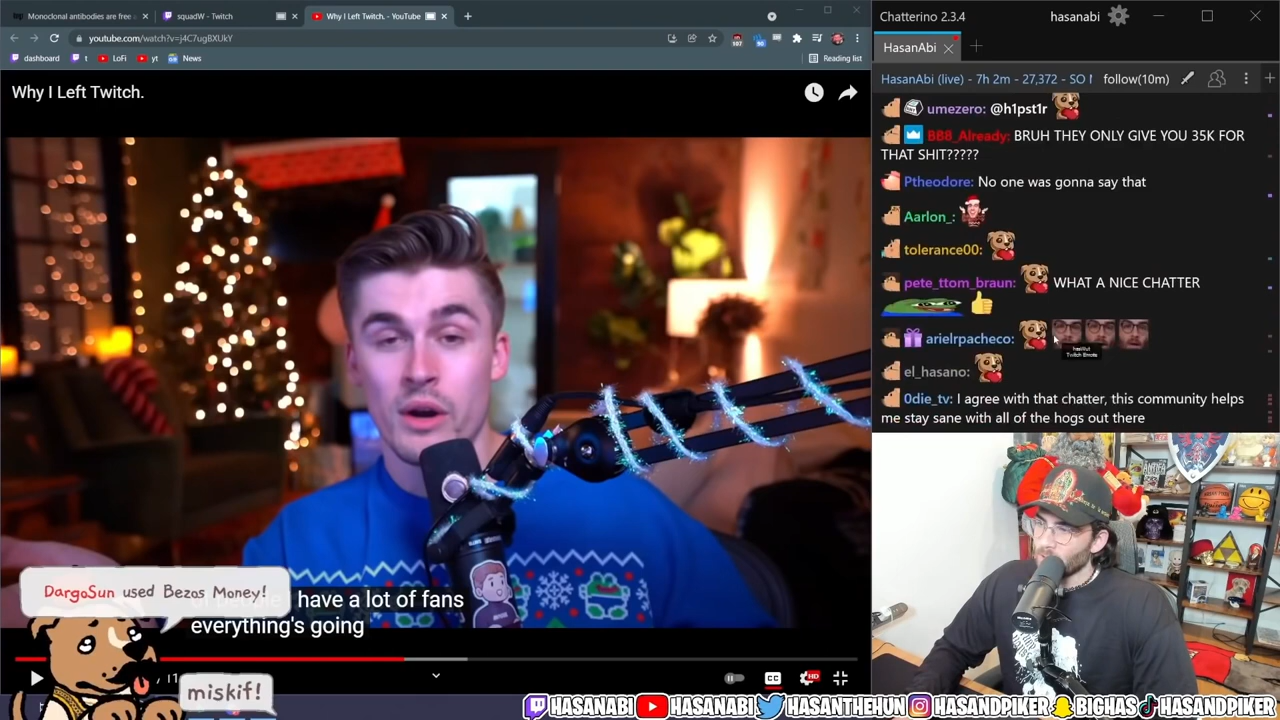 Monoclonal antibodies are free
squadW - Twitch
Why I Left Twitch. - YouTube
youtube.com/watch?v=j4C7ugBXUkY
dashboard
t
LoFi
yt
News
Reading list
Why I Left Twitch.
have a lot of fans
everything's going
CC
HD
DargoSun used Bezos Money!
miskif!
Chatterino 2.3.4
hasanabi
HasanAbi
HasanAbi (live) - 7h 2m - 27,372 - SO
follow(10m)
umezero: @h1pst1r
BB8_Already: BRUH THEY ONLY GIVE YOU 35K FOR
THAT SHIT?????
Ptheodore: No one was gonna say that
Aarlon_:
tolerance00:
pete_ttom_braun: WHAT A NICE CHATTER
arielrpacheco:
Twitch Emote
el_hasano:
0die_tv: I agree with that chatter, this community helps
me stay sane with all of the hogs out there
HASANABI HASANABI HASANTHEHUN HASANDPIKER BIGHAS HASANDPIKER